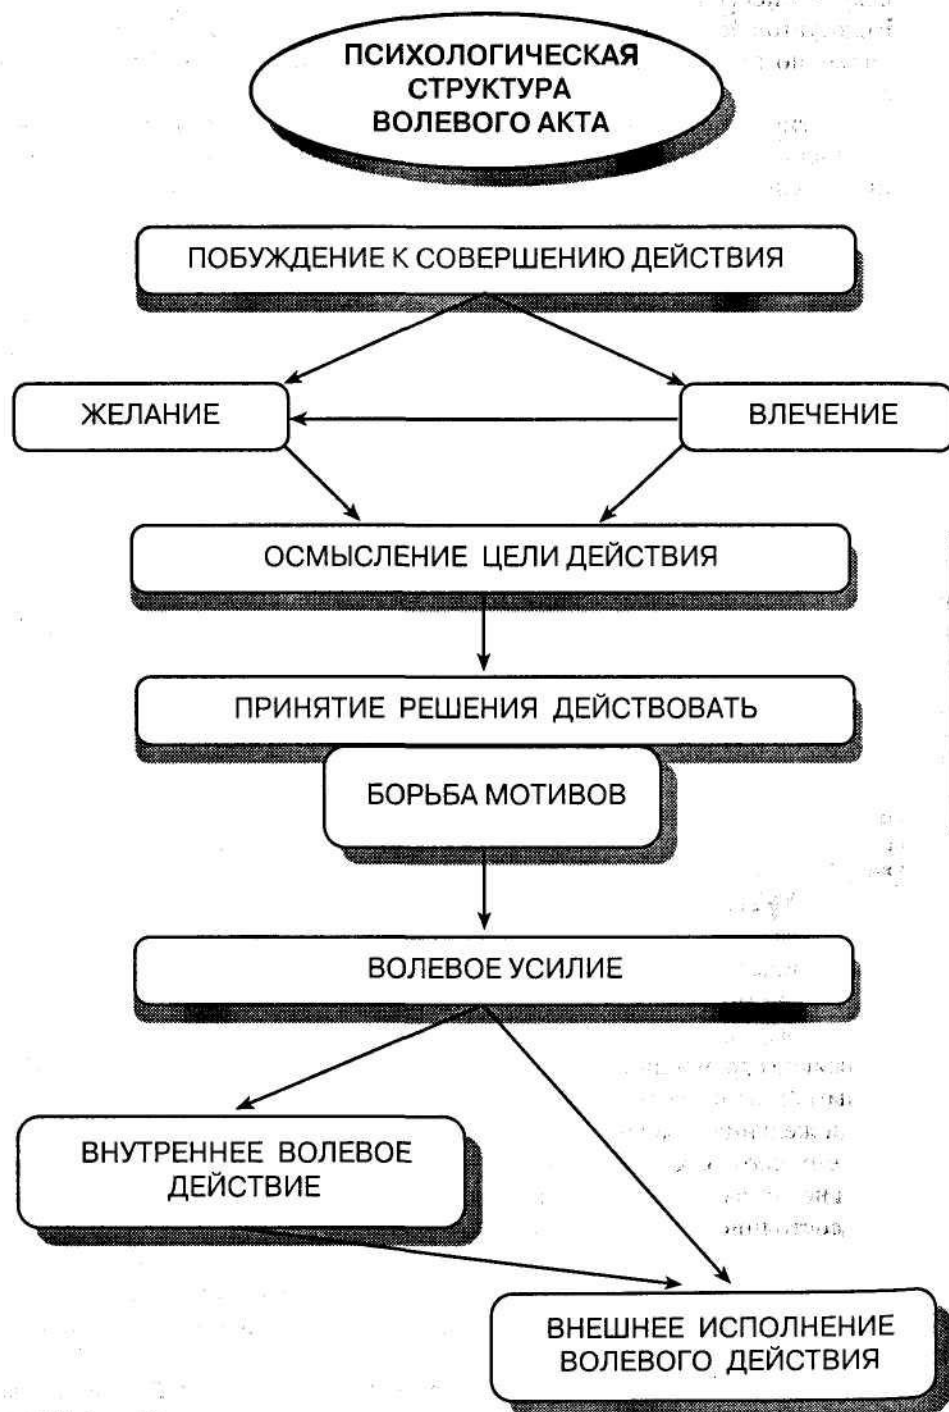 ПСИХОЛОГИЧЕСКАЯ
СТРУКТУРА
ВОЛЕВОГО АКТА
ПОБУЖДЕНИЕ К СОВЕРШЕНИЮ ДЕЙСТВИЯ
ЖЕЛАНИЕ
ВЛЕЧЕНИЕ
ОСМЫСЛЕНИЕ ЦЕЛИ ДЕЙСТВИЯ
ПРИНЯТИЕ РЕШЕНИЯ ДЕЙСТВОВАТЬ
БОРЬБА МОТИВОВ
ВОЛЕВОЕ УСИЛИЕ
ВНУТРЕННЕЕ ВОЛЕВОЕ
ДЕЙСТВИЕ
ВНЕШНЕЕ ИСПОЛНЕНИЕ
ВОЛЕВОГО ДЕЙСТВИЯ